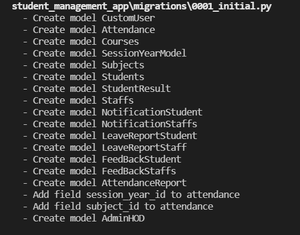 student_management_app\migrations\0001_initial.py
- Create model CustomUser
- Create model Attendance
- Create model Courses
- Create model SessionYearModel
- Create model Subjects
- Create model Students
- Create model StudentResult
- Create model Staffs
- Create model NotificationStudent
- Create model NotificationStaffs
- Create model LeaveReportStudent
- Create model LeaveReportStaff
- Create model FeedBackStudent
- Create model FeedBackStaffs
- Create model AttendanceReport
- Add field session_year_id to attendance
- Add field subject_id to attendance
- Create model AdminHOD